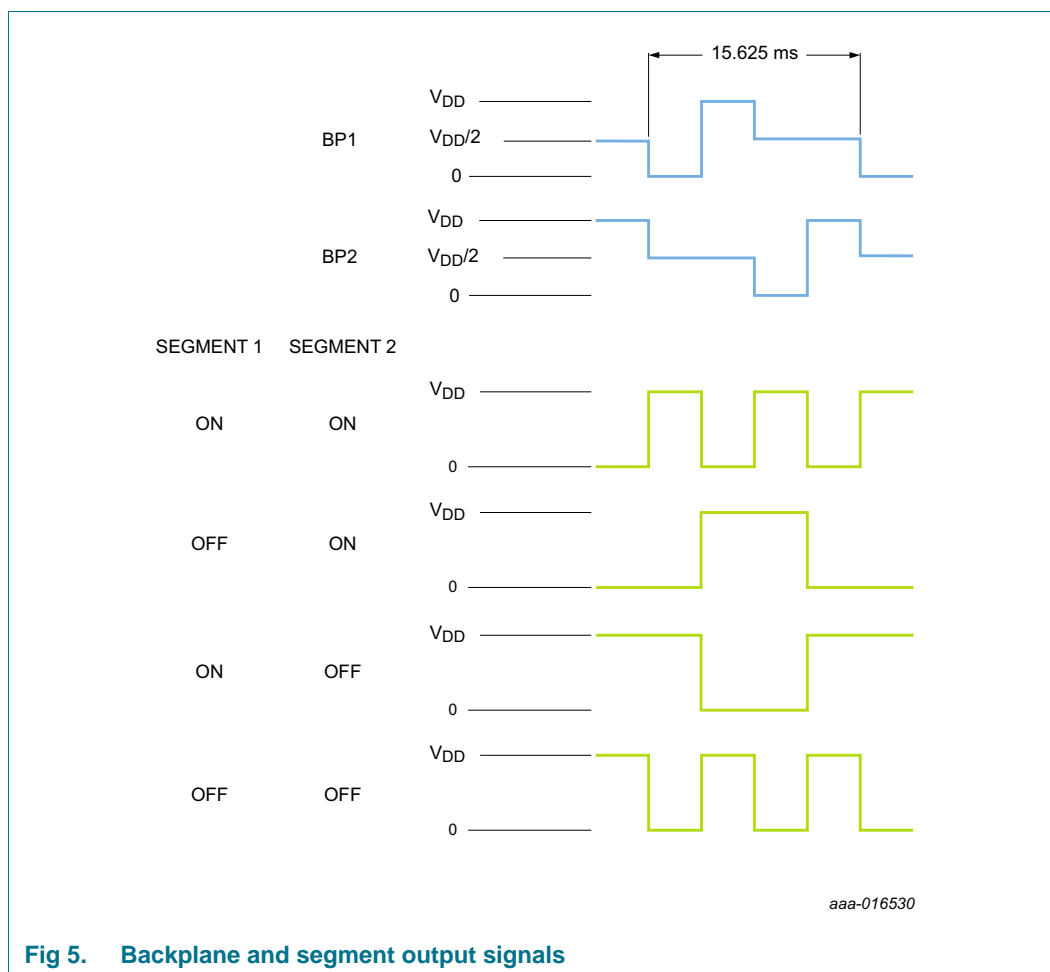 15.625 ms
VDD
BP1 VDD/2
0
VDD
BP2 VDD/2
0
SEGMENT 1 SEGMENT 2
VDD
ON ON
0
VDD
OFF ON
0
VDD
ON OFF
0
VDD
OFF OFF
0
aaa-016530
Fig 5. Backplane and segment output signals